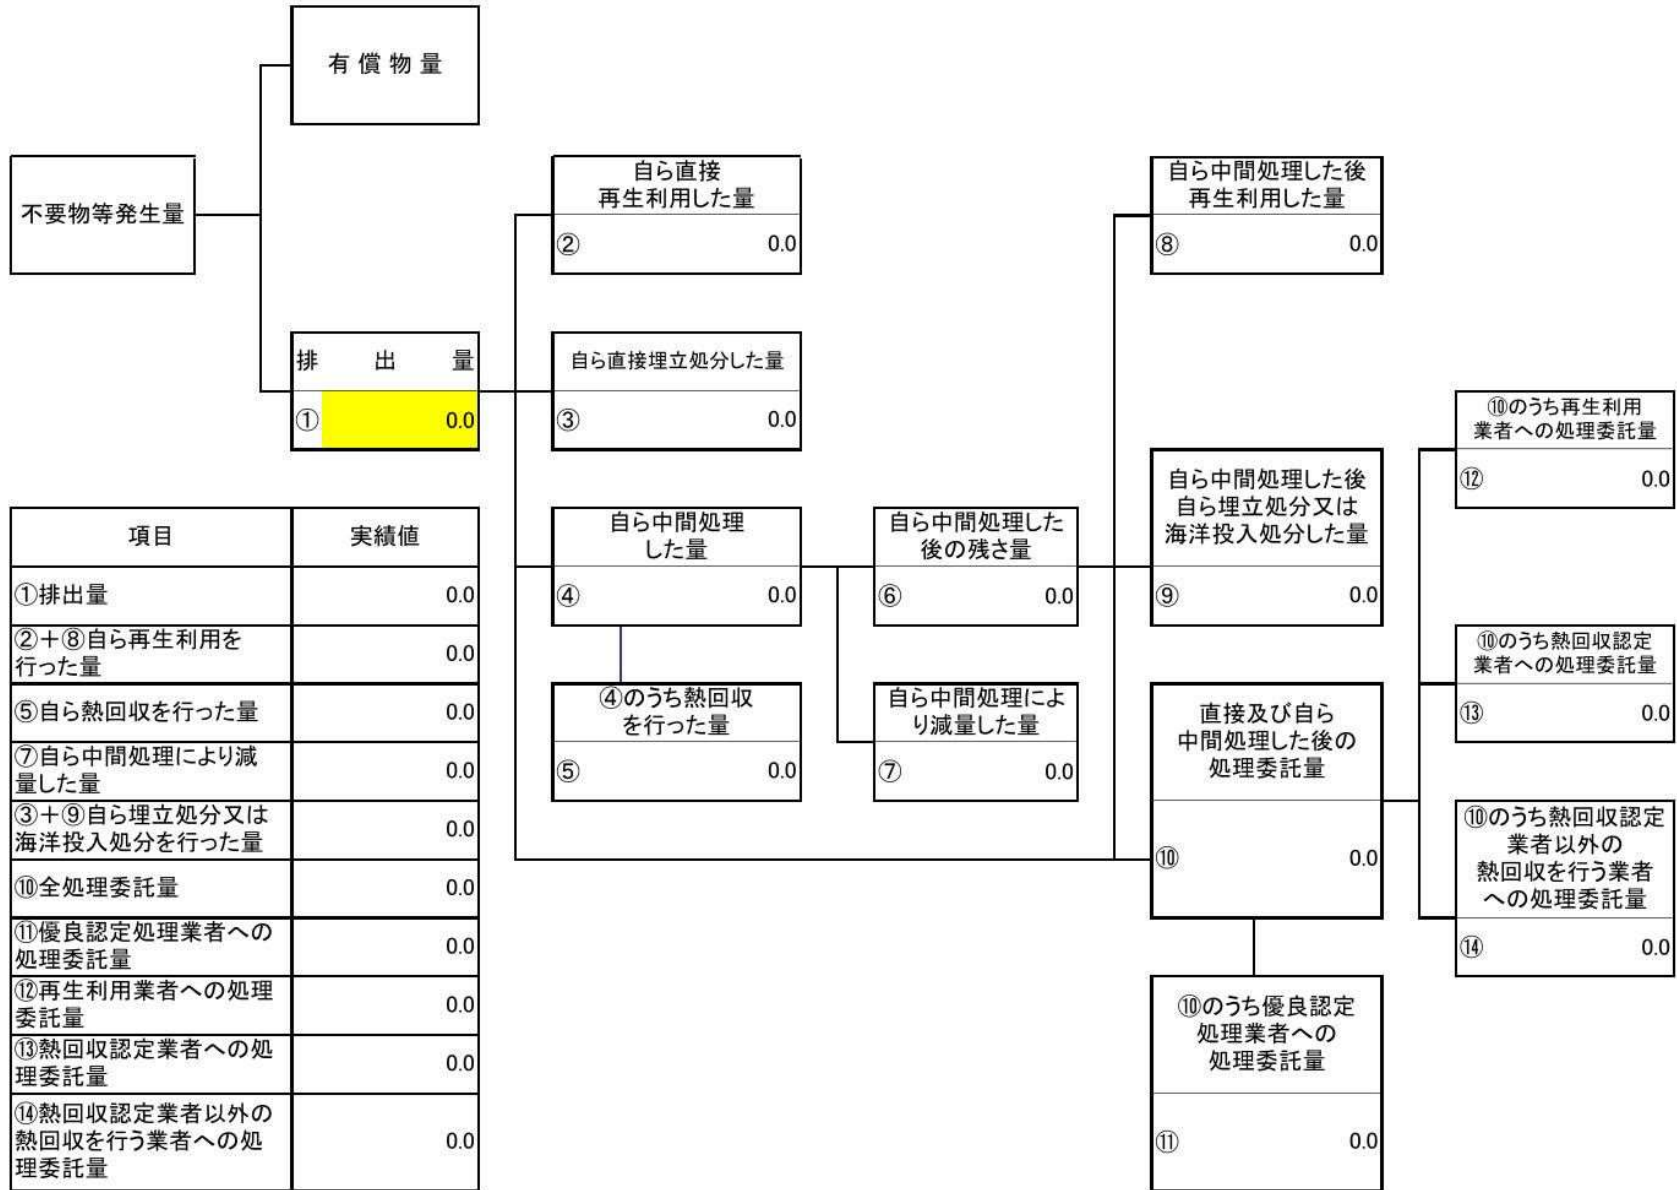 有償物量
不要物等発生量
排出量
① 0.0
自ら直接
再生利用した量
② 0.0
自ら直接埋立処分した量
③ 0.0
自ら中間処理
した量
④ 0.0
④のうち熱回収
を行った量
⑤ 0.0
自ら中間処理した
後の残さ量
⑥ 0.0
自ら中間処理によ
り減量した量
⑦ 0.0
自ら中間処理した後
再生利用した量
⑧ 0.0
自ら中間処理した後
自ら埋立処分又は
海洋投入処分した量
⑨ 0.0
直接及び自ら
中間処理した後の
処理委託量
⑩ 0.0
⑩のうち優良認定
処理業者への
処理委託量
⑪ 0.0
⑩のうち再生利用
業者への処理委託量
⑫ 0.0
⑩のうち熱回収認定
業者への処理委託量
⑬ 0.0
⑩のうち熱回収認定
業者以外の
熱回収を行う業者
への処理委託量
⑭ 0.0
項目 実績値
①排出量 0.0
②+⑧自ら再生利用を
行った量 0.0
⑤自ら熱回収を行った量 0.0
⑦自ら中間処理により減
量した量 0.0
③+⑨自ら埋立処分又は
海洋投入処分を行った量 0.0
⑩全処理委託量 0.0
⑪優良認定処理業者への
処理委託量 0.0
⑫再生利用業者への処理
委託量 0.0
⑬熱回収認定業者への処
理委託量 0.0
⑭熱回収認定業者以外の
熱回収を行う業者への処
理委託量 0.0